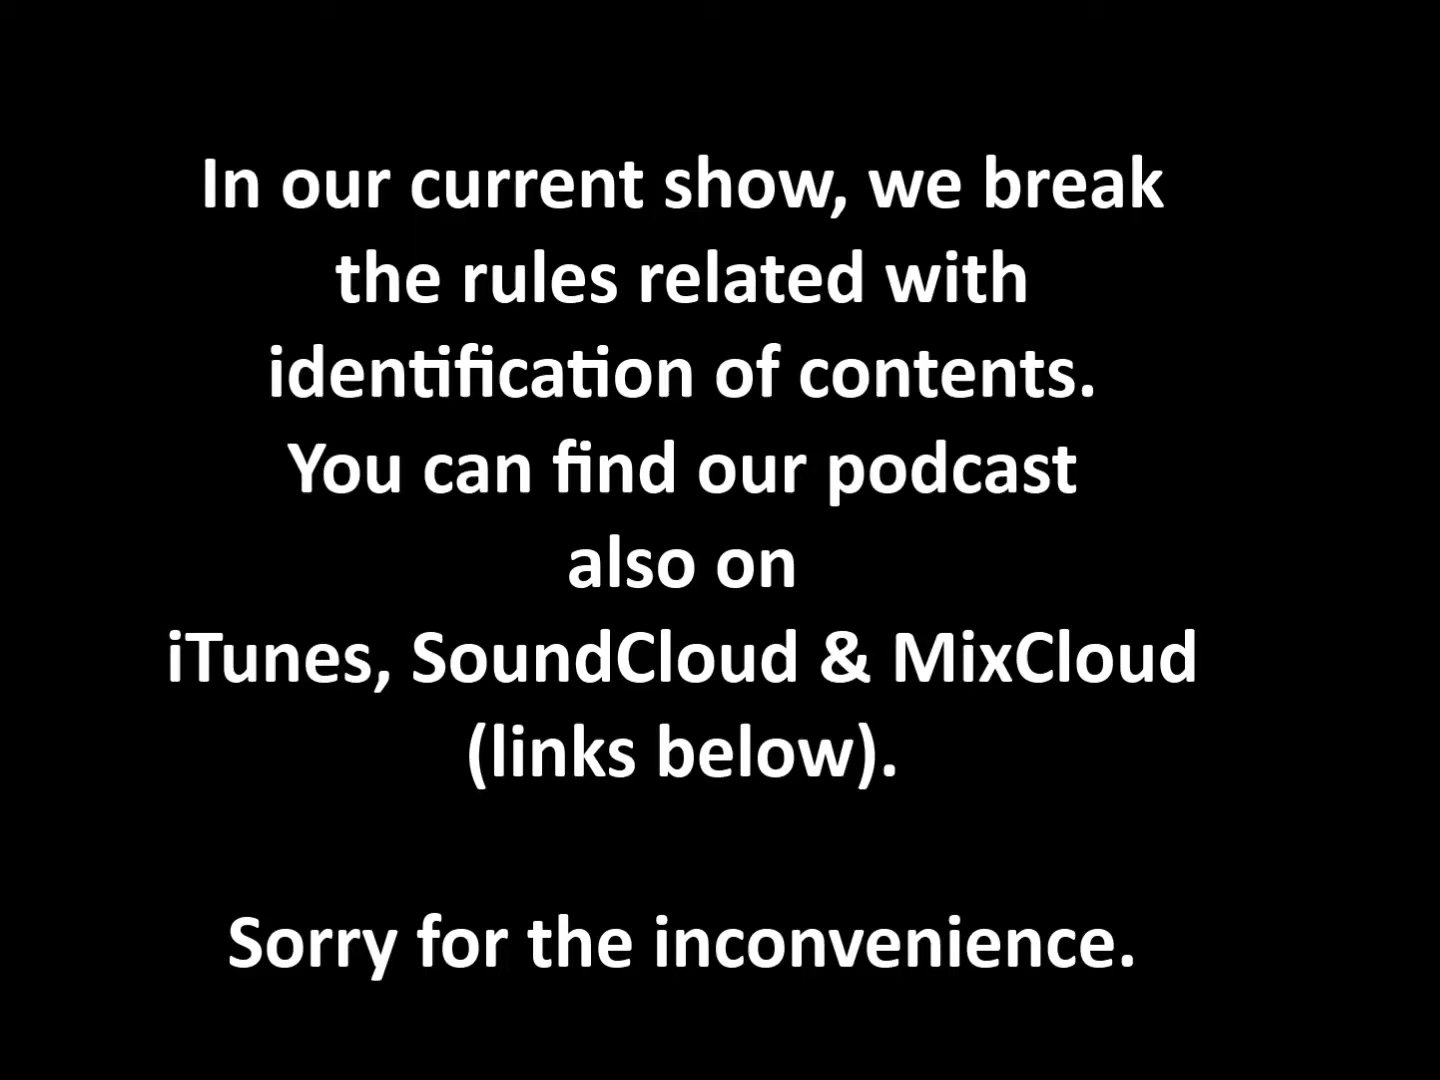 In our current show, we break
the rules related with
identification of contents.
You can find our podcast
also on
iTunes, SoundCloud & MixCloud
(links below).
Sorry for the inconvenience.